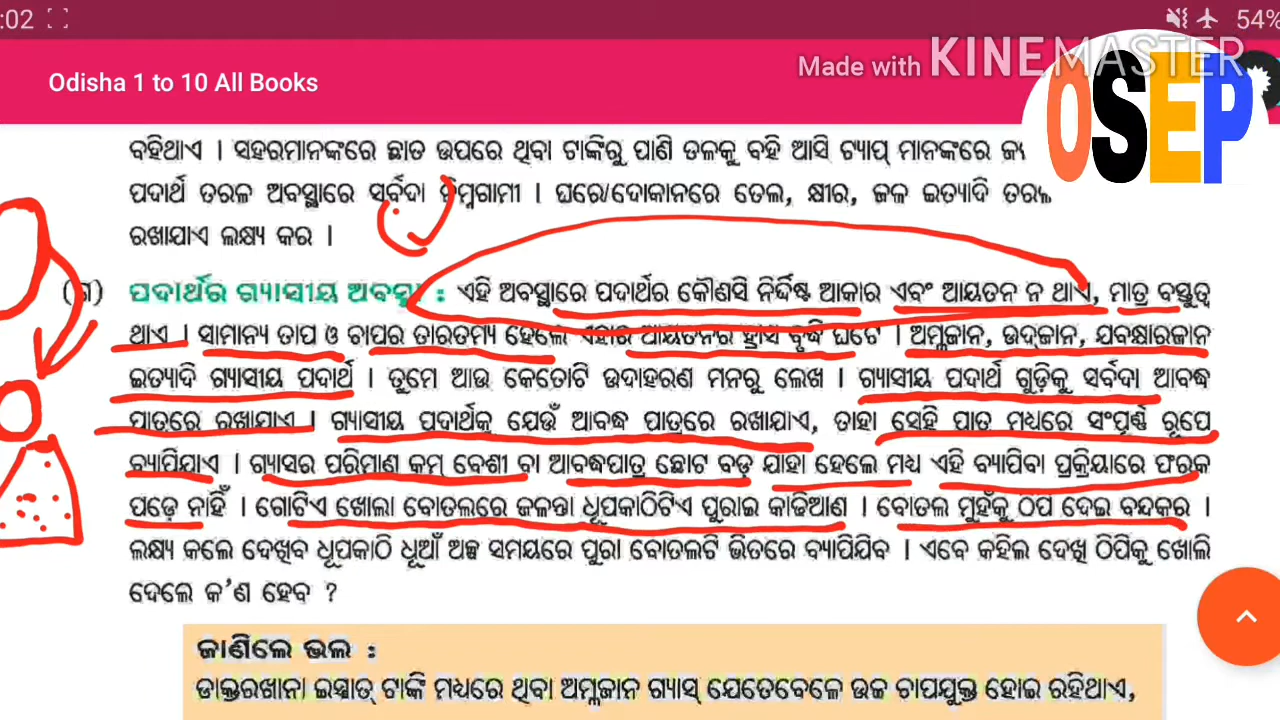 :02 54%
Made with KINEMASTER
Odisha 1 to 10 All Books
OSEP
ବହିଥାଏ । ସହରମାନଙ୍କରେ ଛାତ ଉପରେ ଥିବା ଟାଙ୍କିରୁ ପାଣି ତଳକୁ ବହି ଆସି ଟ୍ୟାପ୍ ମାନଙ୍କରେ
ପଦାର୍ଥ ତରଳ ଅବସ୍ଥାରେ ସର୍ବଦା ନିମ୍ନଗାମୀ । ଘରେ/ଦୋକାନରେ ତେଲ, କ୍ଷୀର, ଜଳ ଇତ୍ୟାଦି ତରଳ
ରଖାଯାଏ ଲକ୍ଷ୍ୟ କର ।
(ଗ) ପଦାର୍ଥର ଗ୍ୟାସୀୟ ଅବସ୍ଥା : ଏହି ଅବସ୍ଥାରେ ପଦାର୍ଥର କୌଣସି ନିର୍ଦ୍ଦିଷ୍ଟ ଆକାର ଏବଂ ଆୟତନ ନ ଥାଏ, ମାତ୍ର ବସ୍ତୁତ୍ୱ
ଥାଏ । ସାମାନ୍ୟ ତାପ ଓ ଚାପର ତାରତମ୍ୟ ହେଲେ ଏହାର ଆୟତନର ହ୍ରାସ ବୃଦ୍ଧି ଘଟେ । ଅମ୍ଳଜାନ, ଉଦ୍‌ଜାନ, ଯବକ୍ଷାରଜାନ
ଇତ୍ୟାଦି ଗ୍ୟାସୀୟ ପଦାର୍ଥ । ତୁମେ ଆଉ କେତୋଟି ଉଦାହରଣ ମନରୁ ଲେଖ । ଗ୍ୟାସୀୟ ପଦାର୍ଥ ଗୁଡ଼ିକୁ ସର୍ବଦା ଆବଦ୍ଧ
ପାତ୍ରରେ ରଖାଯାଏ । ଗ୍ୟାସୀୟ ପଦାର୍ଥକୁ ଯେଉଁ ଆବଦ୍ଧ ପାତ୍ରରେ ରଖାଯାଏ, ତାହା ସେହି ପାତ୍ର ମଧ୍ୟରେ ସଂପୂର୍ଣ୍ଣ ରୂପେ
ବ୍ୟାପିଯାଏ । ଗ୍ୟାସର ପରିମାଣ କମ୍ ବେଶୀ ବା ଆବଦ୍ଧପାତ୍ର ଛୋଟ ବଡ଼ ଯାହା ହେଲେ ମଧ୍ୟ ଏହି ବ୍ୟାପିବା ପ୍ରକ୍ରିୟାରେ ଫରକ
ପଡ଼େ ନାହିଁ । ଗୋଟିଏ ଖୋଲା ବୋତଲରେ ଜଳନ୍ତା ଧୂପକାଠିଟିଏ ପୁରାଇ କାଢିଆଣ । ବୋତଲ ମୁହଁକୁ ଠିପି ଦେଇ ବନ୍ଦକର ।
ଲକ୍ଷ୍ୟ କଲେ ଦେଖିବ ଧୂପକାଠି ଧୂଆଁ ଅଳ୍ପ ସମୟରେ ପୁରା ବୋତଲଟି ଭିତରେ ବ୍ୟାପିଯିବ । ଏବେ କହିଲ ଦେଖି ଠିପିକୁ ଖୋଲି
ଦେଲେ କ’ଣ ହେବ ?
ଜାଣିଲେ ଭଲ :
ଡାକ୍ତରଖାନା ଇସ୍ପାତ୍ ଟାଙ୍କି ମଧ୍ୟରେ ଥିବା ଅମ୍ଳଜାନ ଗ୍ୟାସ୍ ଯେତେବେଳେ ଉଚ୍ଚ ଚାପଯୁକ୍ତ ହୋଇ ରହିଥାଏ,